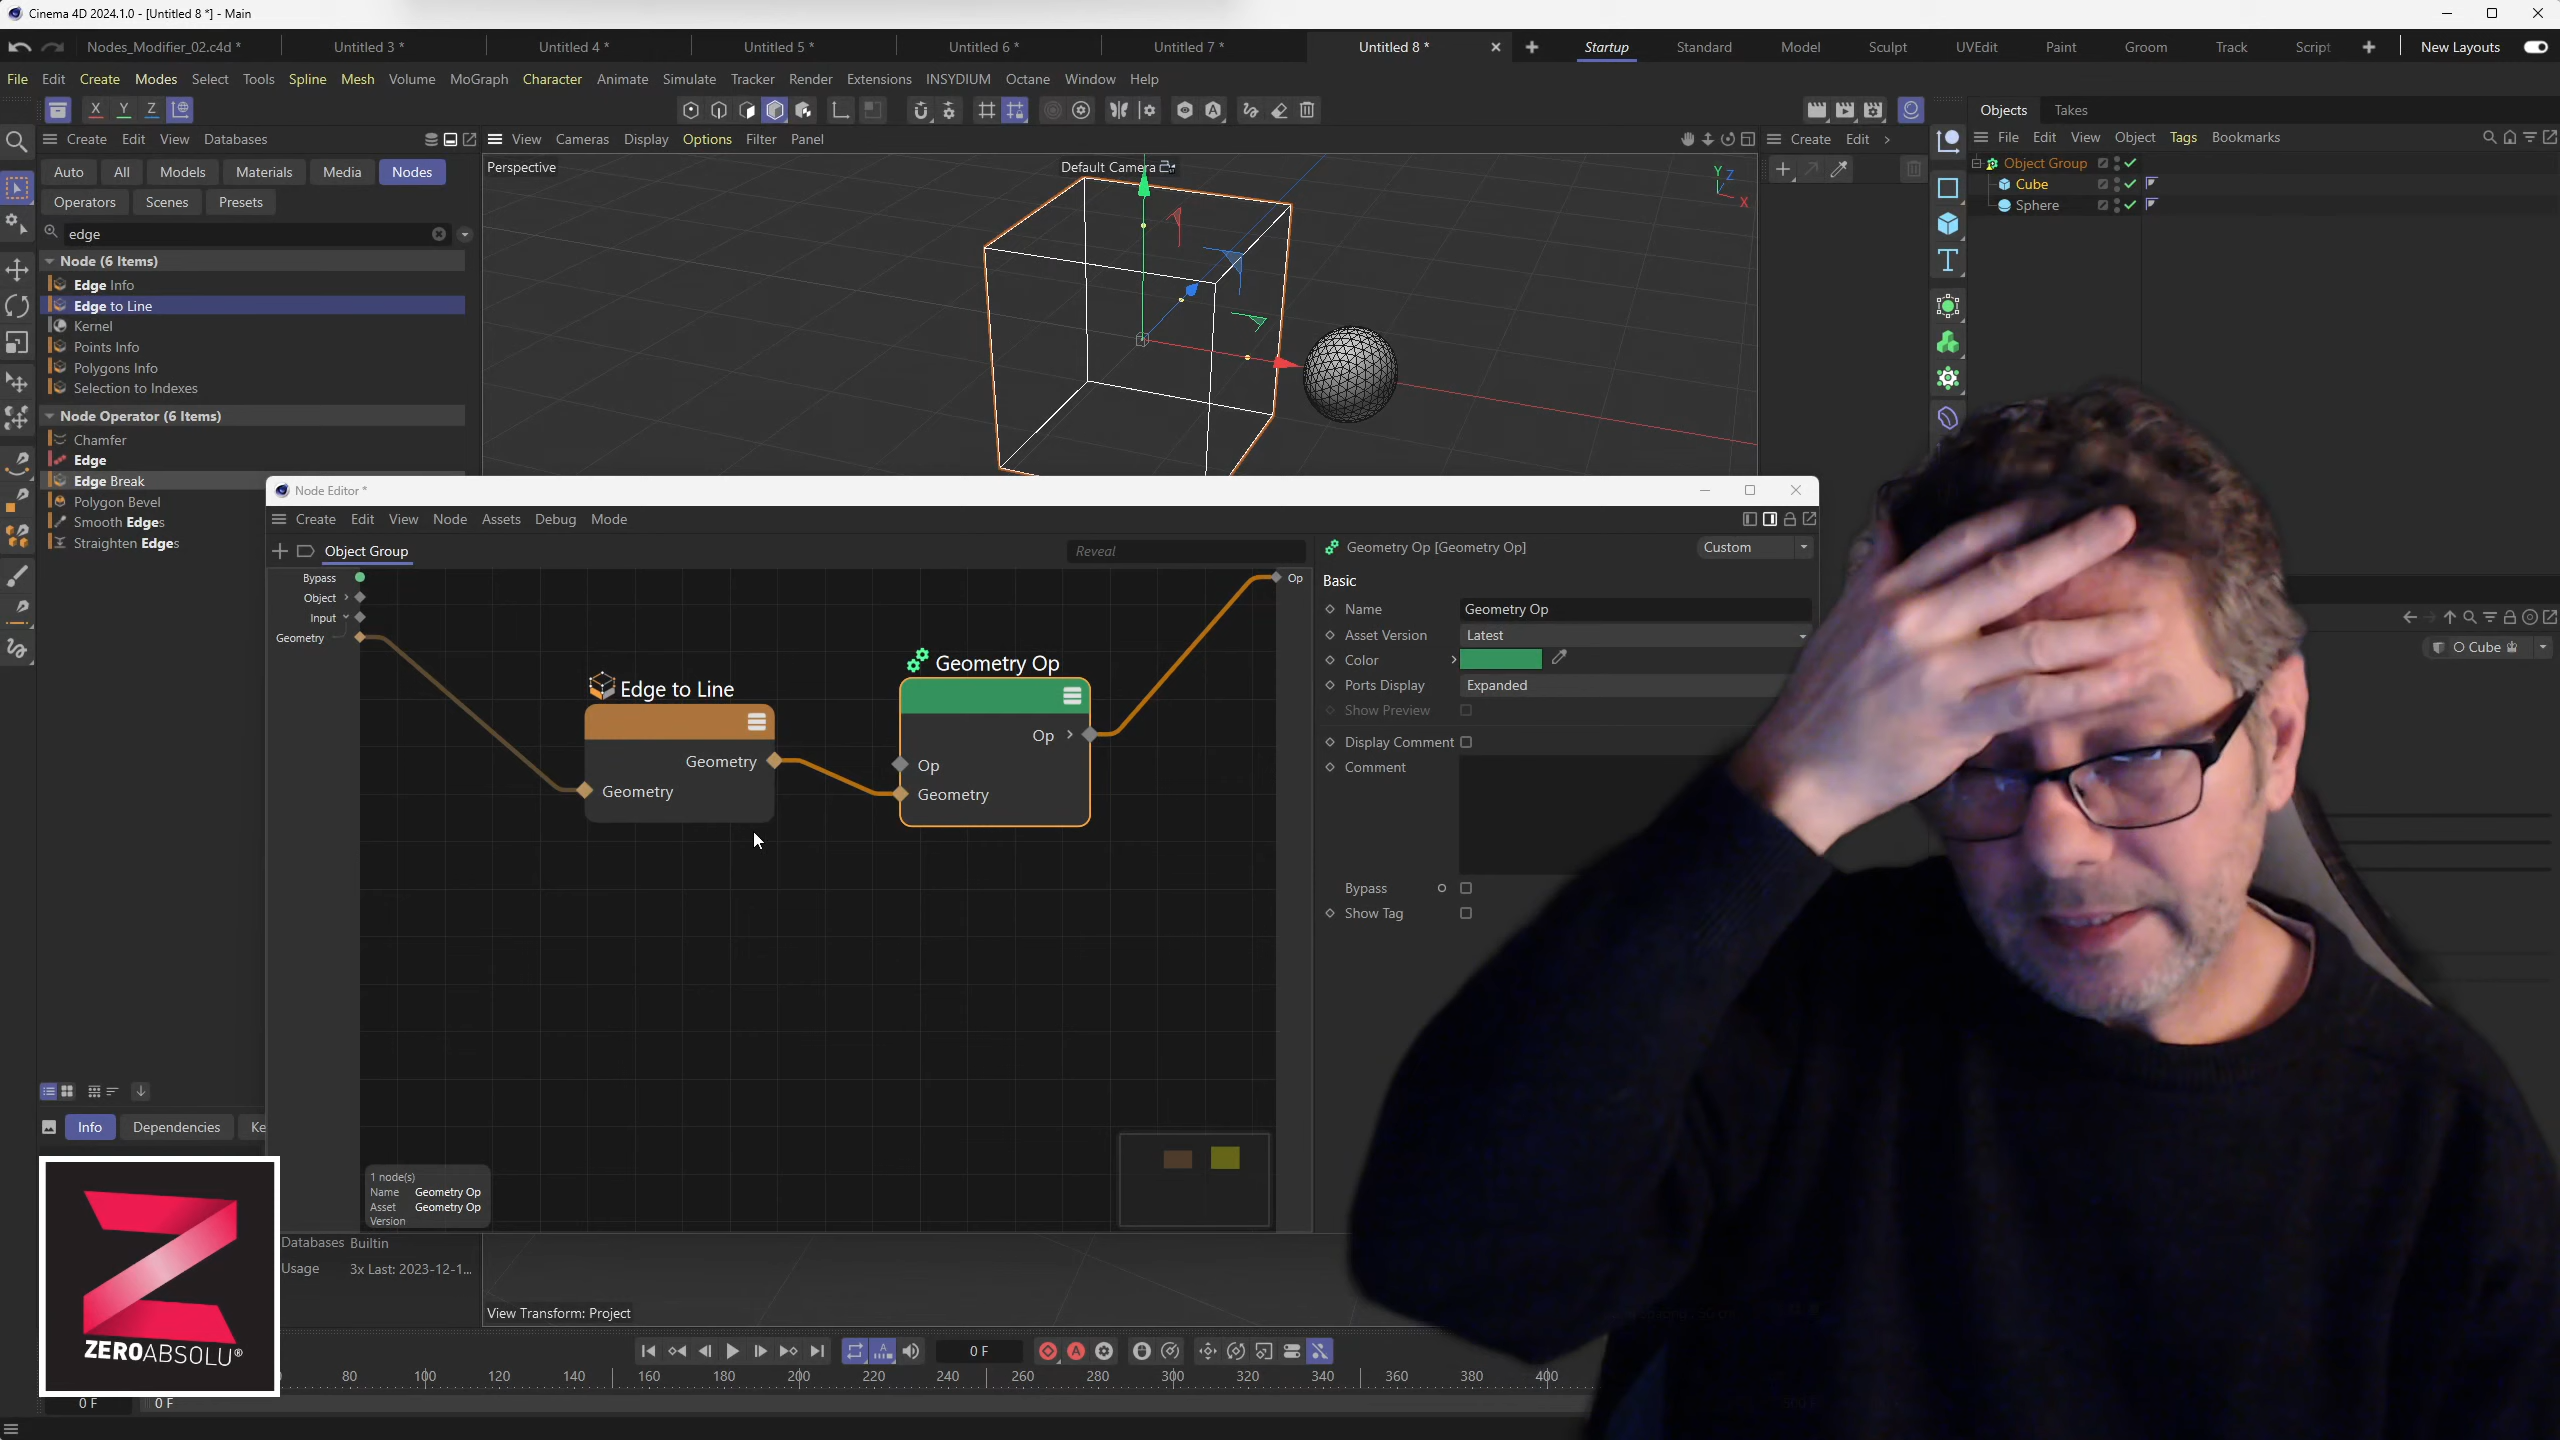 Cinema 4D 2024.1.0 - [Untitled 8 *] - Main
Nodes_Modifier_02.c4d *
Untitled 3 *
Untitled 4 *
Untitled 5 *
Untitled 6 *
Untitled 7 *
Untitled 8 *
Startup
Standard
Model
Sculpt
UVEdit
Paint
Groom
Track
Script
New Layouts
File Edit Create Modes Select Tools Spline Mesh Volume MoGraph Character Animate Simulate Tracker Render Extensions INSYDIUM Octane Window Help
X Y Z
Objects Takes
Create Edit View Databases
View Cameras Display Options Filter Panel
Create Edit
File Edit View Object Tags Bookmarks
Auto All Models Materials Media Nodes
Operators Scenes Presets
edge
Node (6 Items)
Edge Info
Edge to Line
Kernel
Points Info
Polygons Info
Selection to Indexes
Node Operator (6 Items)
Chamfer
Edge
Edge Break
Polygon Bevel
Smooth Edges
Straighten Edges
Perspective
Default Camera
Y
Z
X
Object Group
Cube
Sphere
Node Editor *
Create Edit View Node Assets Debug Mode
Object Group
Reveal
Bypass
Object
Input
Geometry
Edge to Line
Geometry
Geometry
Geometry Op
Op
Op
Geometry
Op
Geometry Op [Geometry Op]
Custom
Basic
Name Geometry Op
Asset Version Latest
Color
Ports Display Expanded
Show Preview
Display Comment
Comment
Bypass
Show Tag
Cube
1 node(s)
Name Geometry Op
Asset Geometry Op
Version
Info Dependencies Ke
Databases Builtin
Usage 3x Last: 2023-12-1...
View Transform: Project
ZEROABSOLU®
0 F
80 100 120 140 160 180 200 220 240 260 280 300 320 340 360 380 400
0 F
0 F